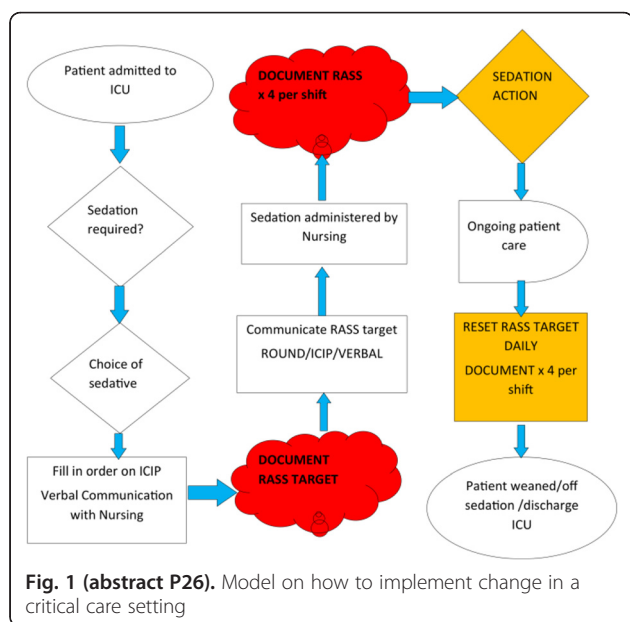 Patient admitted to
ICU
Sedation
required?
Choice of
sedative
Fill in order on ICIP
Verbal Communication
with Nursing
DOCUMENT
RASS TARGET
Communicate RASS target
ROUND/ICIP/VERBAL
Sedation administered by
Nursing
DOCUMENT RASS
x 4 per shift
SEDATION
ACTION
Ongoing patient
care
RESET RASS TARGET
DAILY
DOCUMENT x 4 per
shift
Patient weaned/off
sedation /discharge
ICU
Fig. 1 (abstract P26). Model on how to implement change in a
critical care setting